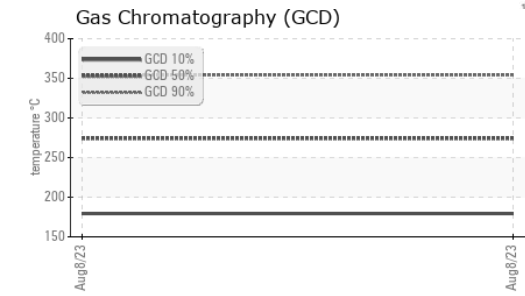 Gas Chromatography (GCD)
400
350
300
250
200
150
temperature °C
GCD 10%
GCD 50%
GCD 90%
Aug8/23
Aug8/23